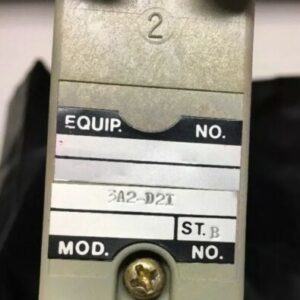 2
EQUIP. NO.
3A2-D2I
ST. B
MOD. NO.